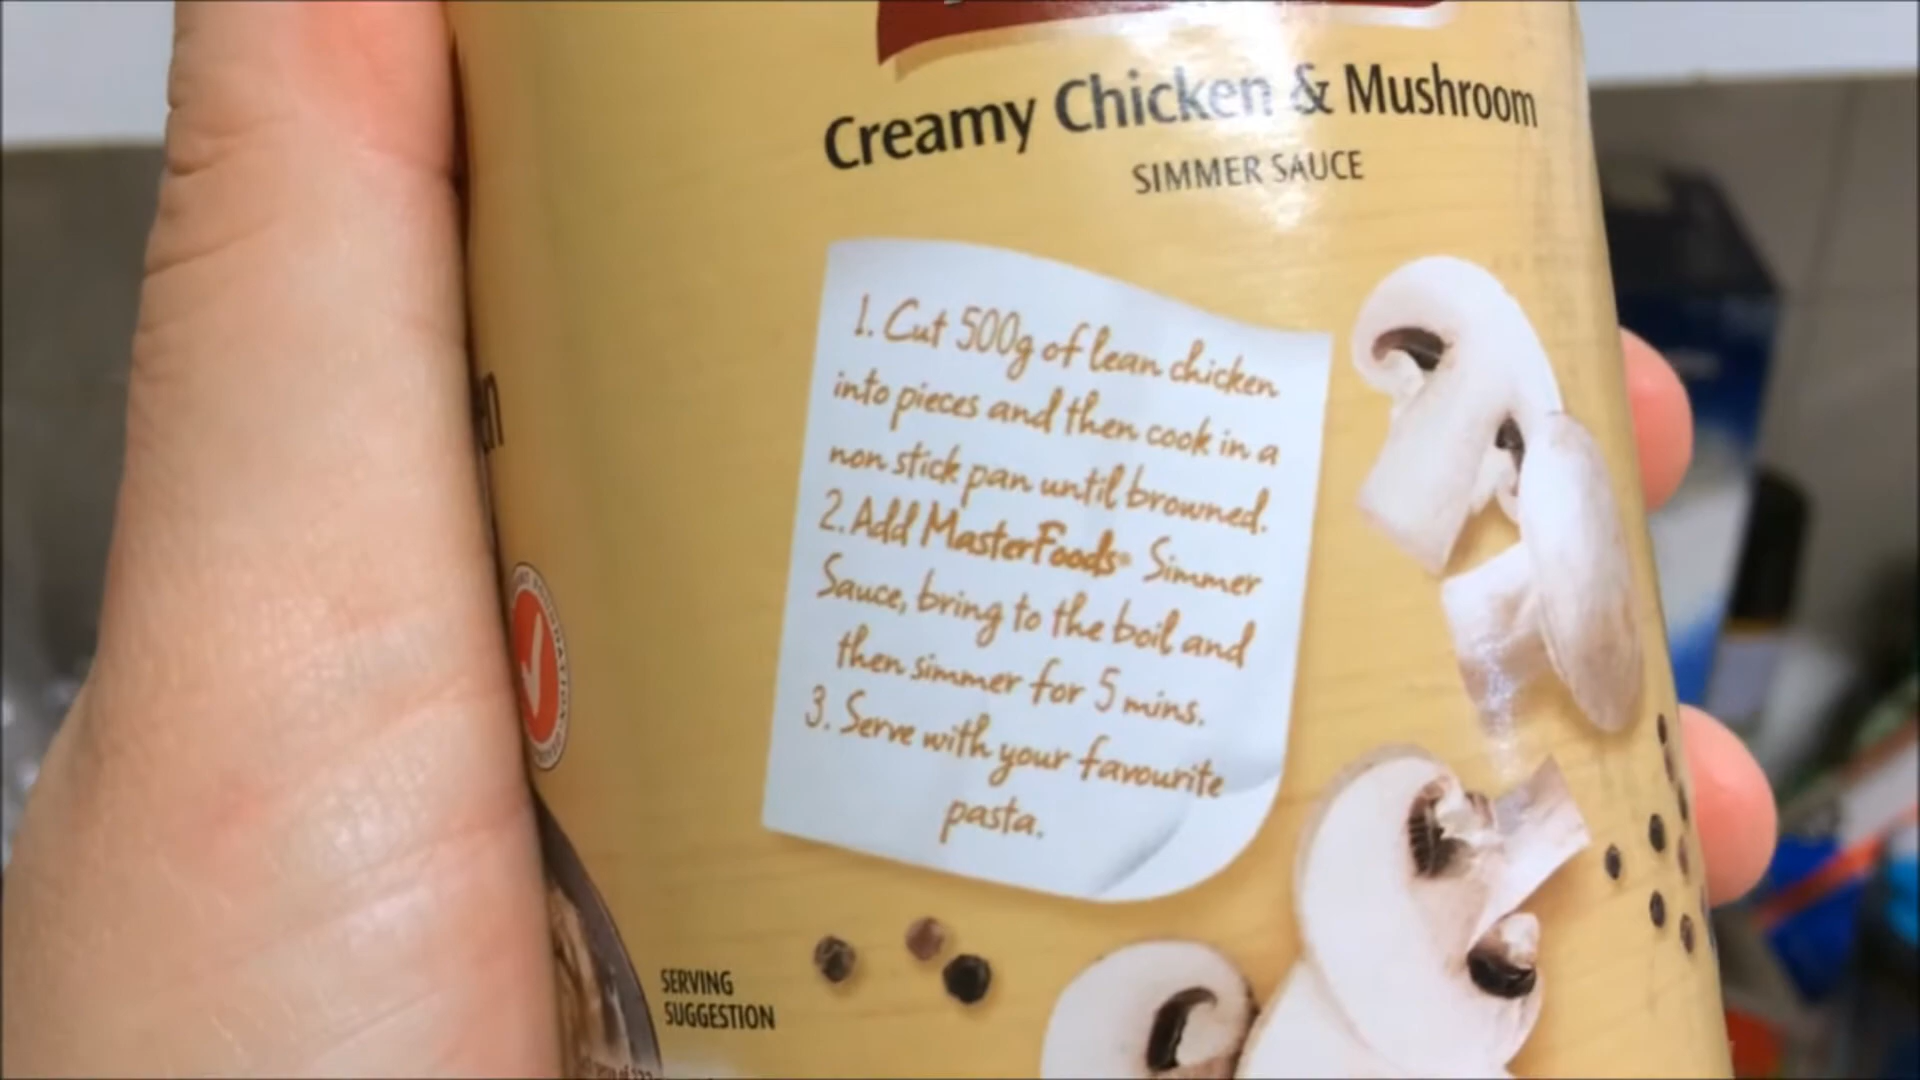 Creamy Chicken & Mushroom
SIMMER SAUCE
1. Cut 500g of lean chicken
into pieces and then cook in a
non stick pan until browned.
2. Add MasterFoods® Simmer
Sauce, bring to the boil and
then simmer for 5 mins.
3. Serve with your favourite
pasta.
SERVING
SUGGESTION